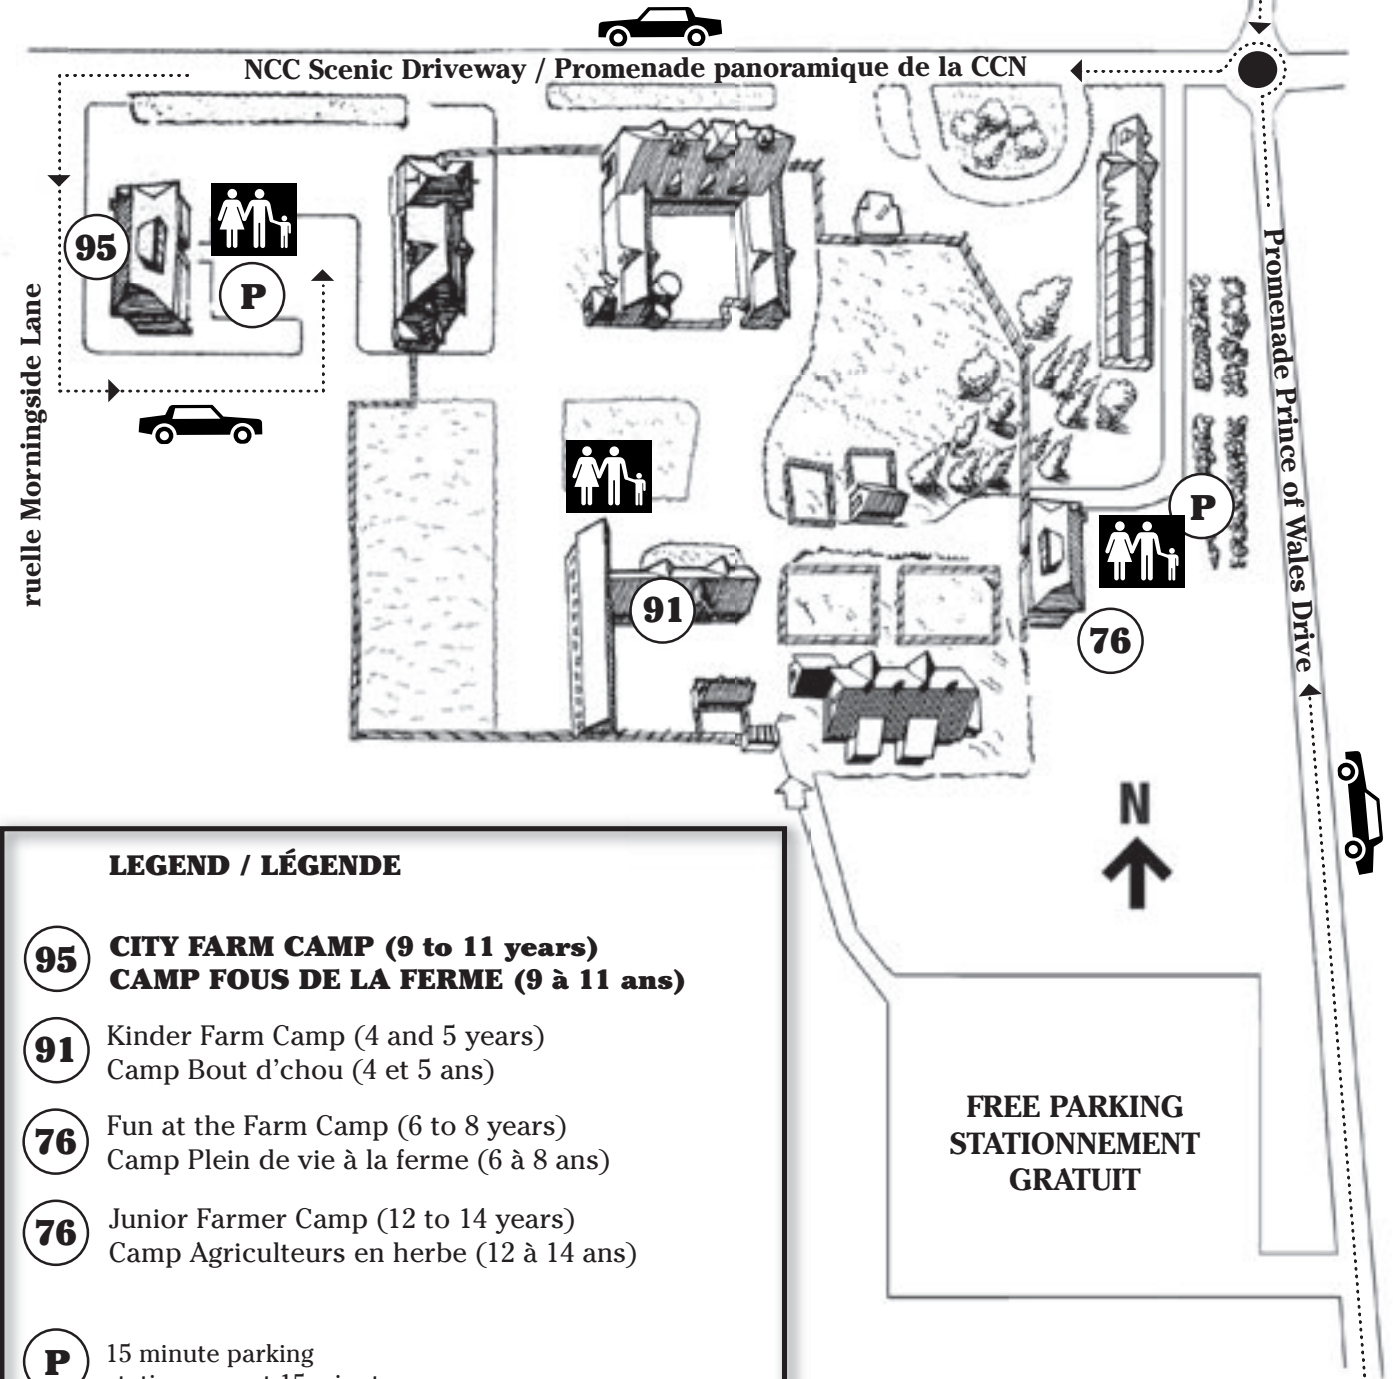 NCC Scenic Driveway / Promenade panoramique de la CCN
95
P
ruelle Morningside Lane
Promenade Prince of Wales Drive
P
91
76
N
LEGEND / LÉGENDE
95 CITY FARM CAMP (9 to 11 years)
CAMP FOUS DE LA FERME (9 à 11 ans)
91 Kinder Farm Camp (4 and 5 years)
Camp Bout d’chou (4 et 5 ans)
76 Fun at the Farm Camp (6 to 8 years)
Camp Plein de vie à la ferme (6 à 8 ans)
76 Junior Farmer Camp (12 to 14 years)
Camp Agriculteurs en herbe (12 à 14 ans)
P 15 minute parking
FREE PARKING
STATIONNEMENT
GRATUIT